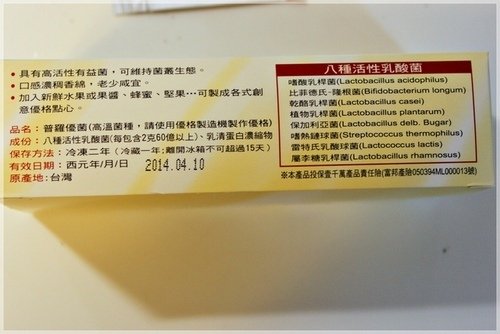 • 具有高活性有益菌，可維持菌叢生態。
• 口感濃稠香綿，老少咸宜。
• 加入新鮮水果或果醬、蜂蜜、堅果…可製成各式創
意優格點心。
品名：普羅優菌(高溫菌種，請使用優格製造機製作優格)
成份：八種活性乳酸菌(每包含2克60億以上)、乳清蛋白濃縮物
保存方法：冷凍二年（冷藏一年;離開冰箱不可超過15天）
有效日期：西元年/月/日 2014.04.10
原產地：台灣
八種活性乳酸菌
嗜酸乳桿菌(Lactobacillus acidophilus)
比菲德氏-隆根菌(Bifidobacterium longum)
乾酪乳桿菌(Lactobacillus casei)
植物乳桿菌(Lactobacillus plantarum)
保加利亞菌(Lactobacillus delb. Bugar)
嗜熱鏈球菌(Streptococcus thermophilus)
雷特氏乳酸球菌(Lactococcus lactis)
屬李糖乳桿菌(Lactobacillus rhamnosus)
※本產品投保壹千萬產品責任險(富邦產險050394ML000013號)